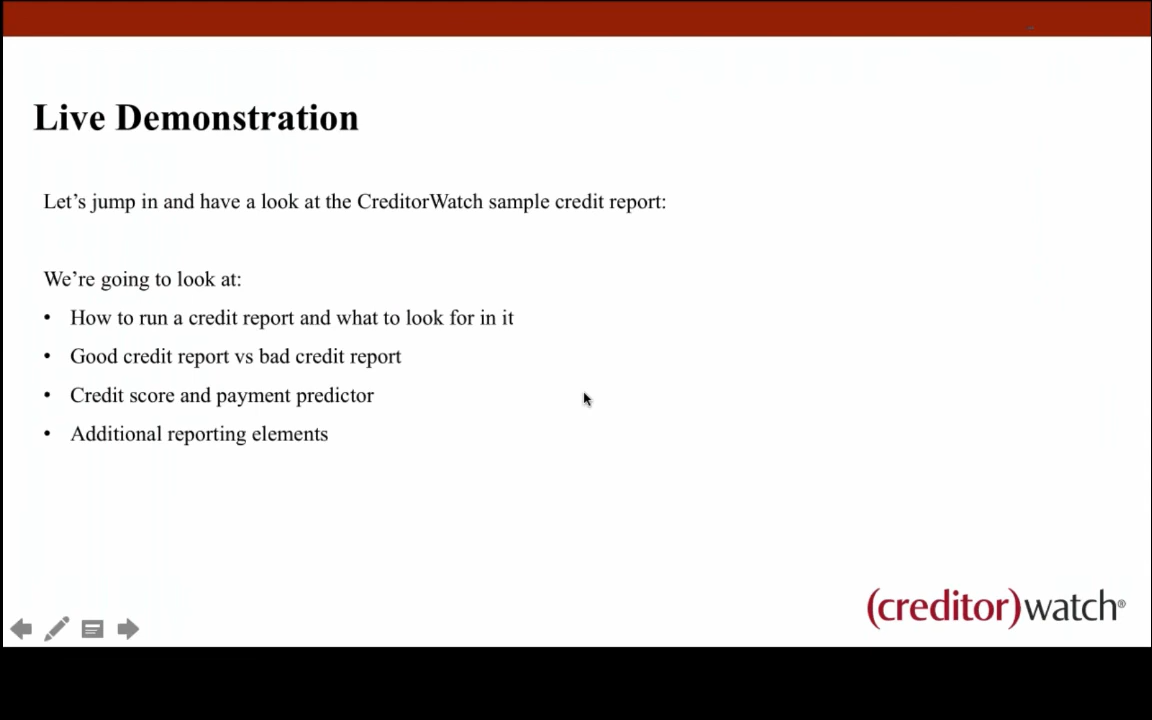 Live Demonstration
Let’s jump in and have a look at the CreditorWatch sample credit report:
We’re going to look at:
• How to run a credit report and what to look for in it
• Good credit report vs bad credit report
• Credit score and payment predictor
• Additional reporting elements
(creditor)watch®